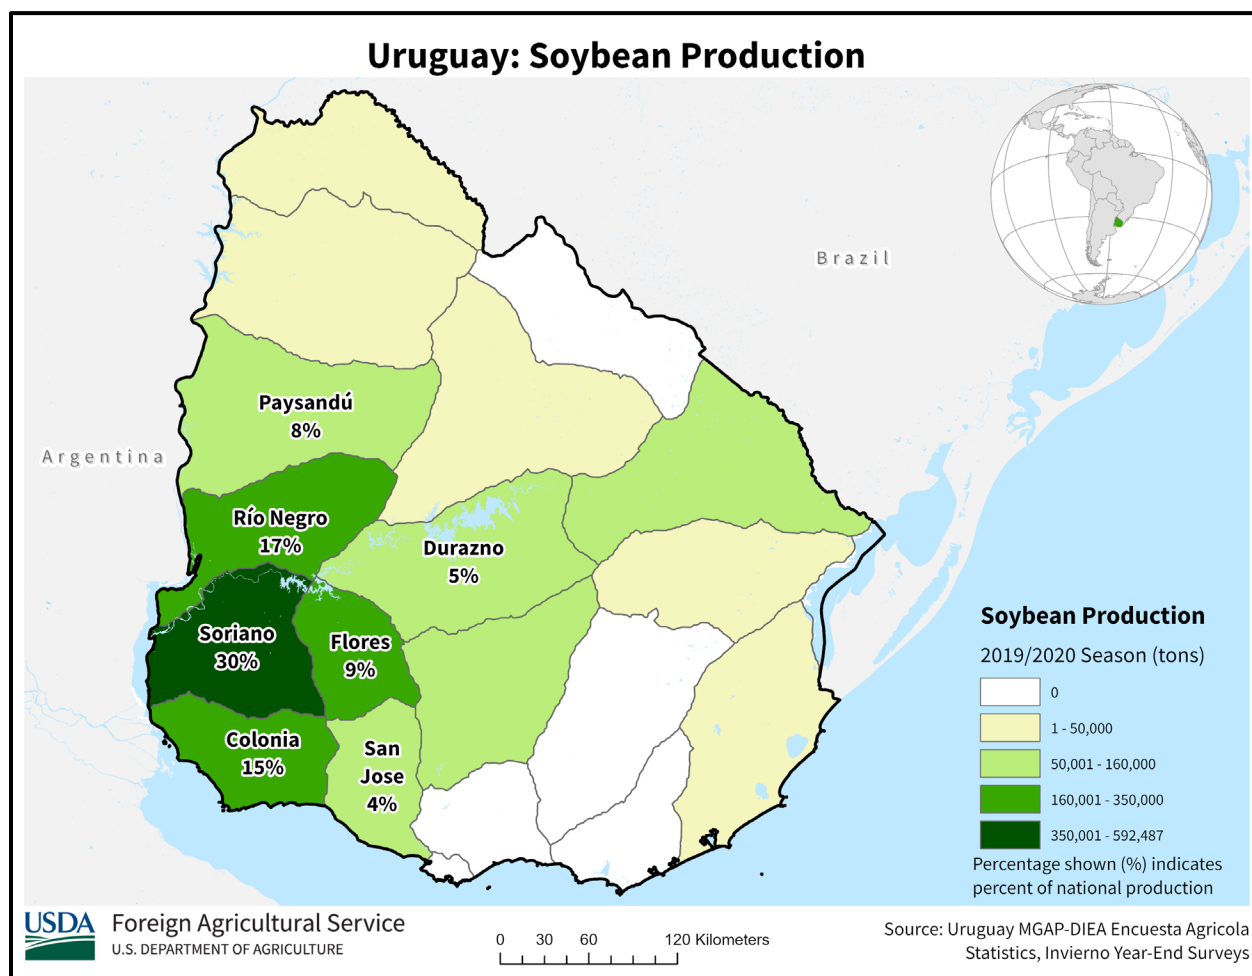 Uruguay: Soybean Production
Brazil
Argentina
Paysandú
8%
Río Negro
17%
Durazno
5%
Soriano
30%
Flores
9%
Colonia
15%
San
Jose
4%
Soybean Production
2019/2020 Season (tons)
0
1 - 50,000
50,001 - 160,000
160,001 - 350,000
350,001 - 592,487
Percentage shown (%) indicates
percent of national production
USDA
Foreign Agricultural Service
U.S. DEPARTMENT OF AGRICULTURE
0 30 60 120 Kilometers
Source: Uruguay MGAP-DIEA Encuesta Agricola
Statistics, Invierno Year-End Surveys